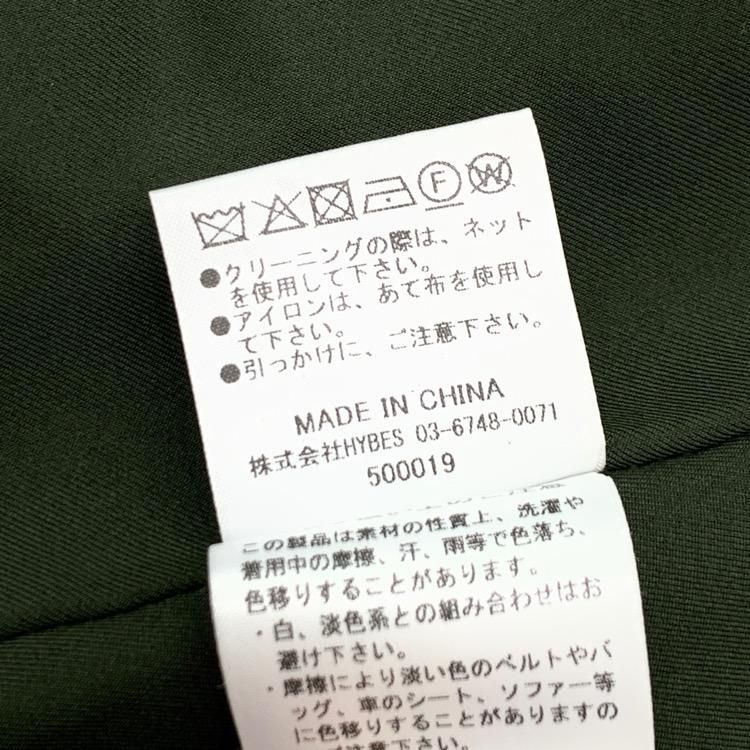 F W
●クリーニングの際は、ネット
を使用して下さい。
●アイロンは、あて布を使用し
て下さい。
●引っかけに、ご注意下さい。
MADE IN CHINA
株式会社HYBES 03-6748-0071
500019
この製品は素材の性質上、洗濯や
着用中の摩擦、汗、雨等で色落ち、
色移りすることがあります。
・白、淡色系との組み合わせはお
避け下さい。
・摩擦により淡い色のベルトやバ
ッグ、車のシート、ソファー等
に色移りすることがありますの
ご注意下さい。